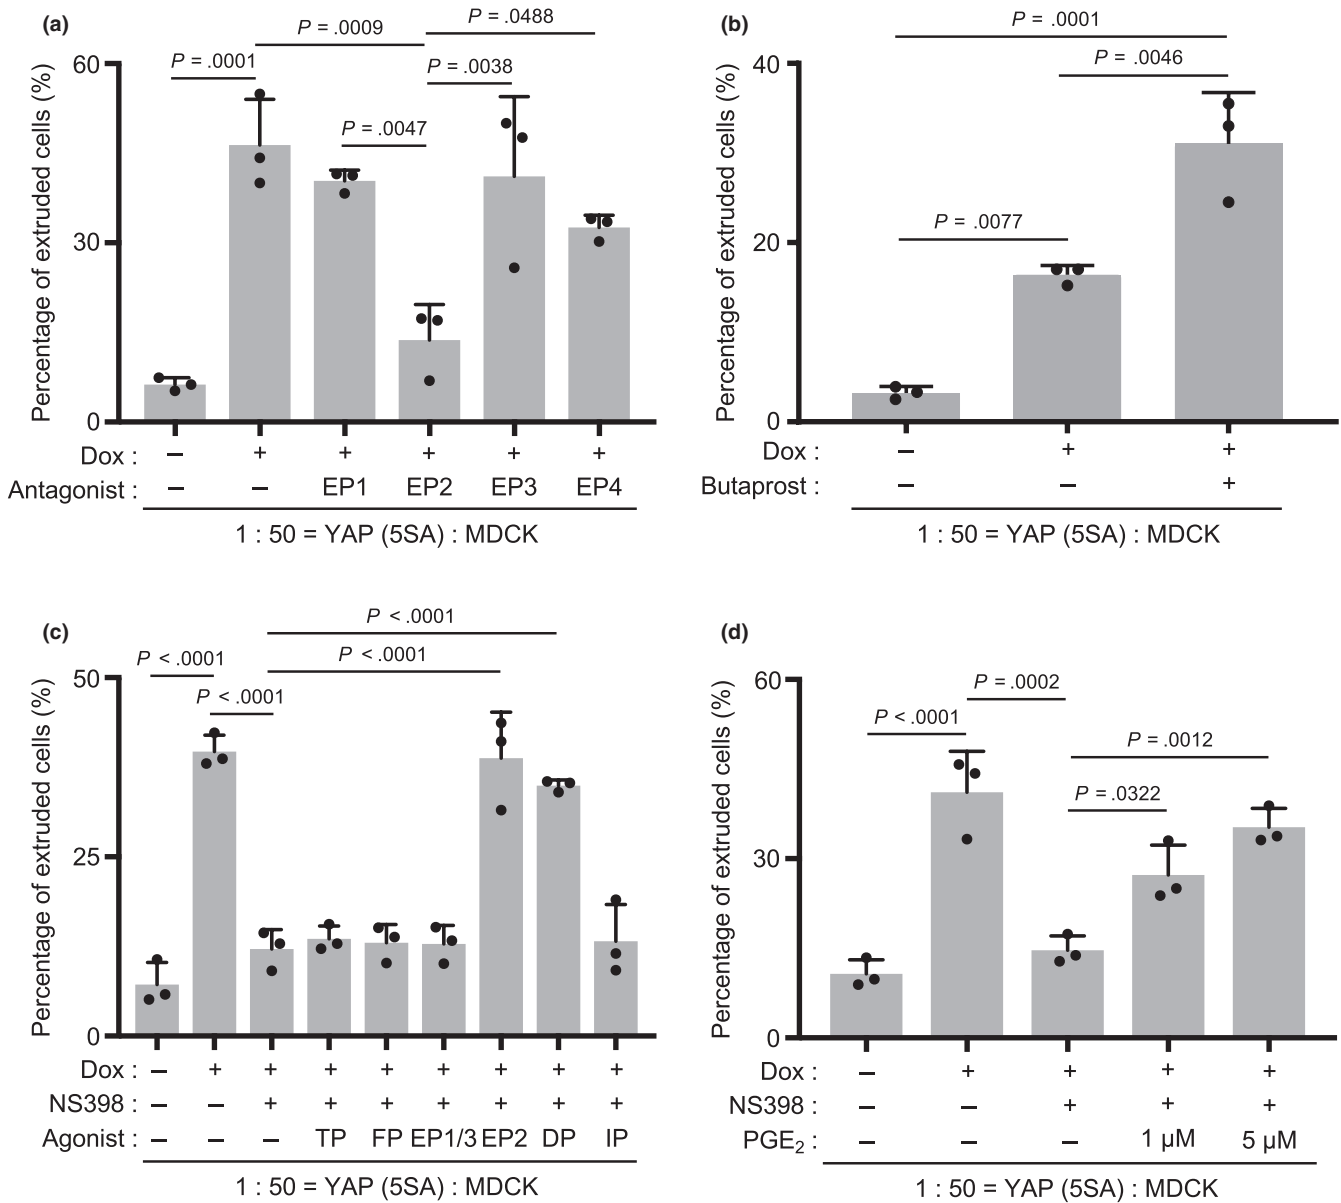 (a)
P = .0488
P = .0009
P = .0001
P = .0038
P = .0047
Percentage of extruded cells (%)
60
30
0
Dox : – + + + + +
Antagonist : – – EP1 EP2 EP3 EP4
1 : 50 = YAP (5SA) : MDCK
(b)
P = .0001
P = .0046
P = .0077
Percentage of extruded cells (%)
40
20
0
Dox : – + +
Butaprost : – – +
1 : 50 = YAP (5SA) : MDCK
(c)
P < .0001
P < .0001
P < .0001
P < .0001
Percentage of extruded cells (%)
50
25
0
Dox : – + + + + + + + +
NS398 : – – + + + + + + +
Agonist : – – – TP FP EP1/3 EP2 DP IP
1 : 50 = YAP (5SA) : MDCK
(d)
P = .0002
P < .0001
P = .0012
P = .0322
Percentage of extruded cells (%)
60
30
0
Dox : – + + + +
NS398 : – – + + +
PGE₂ : – – – 1 µM 5 µM
1 : 50 = YAP (5SA) : MDCK